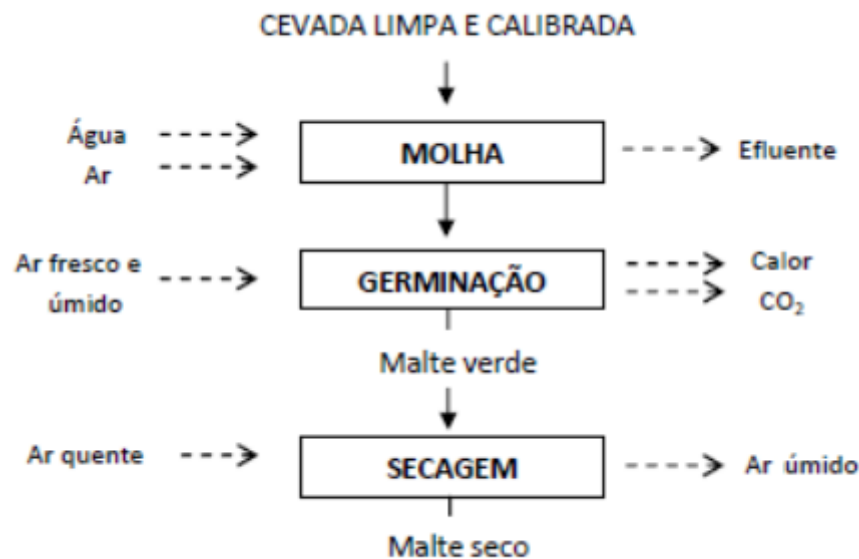 CEVADA LIMPA E CALIBRADA
Água
Ar
MOLHA
Efluente
Ar fresco e
úmido
GERMINAÇÃO
Calor
CO₂
Malte verde
Ar quente
SECAGEM
Ar úmido
Malte seco